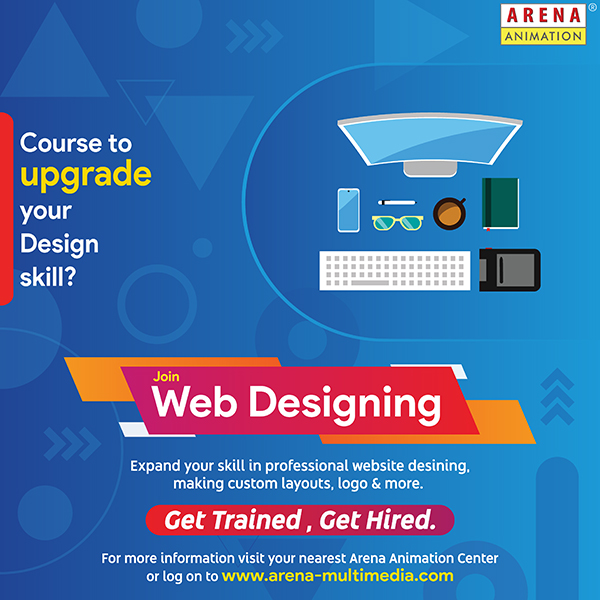 ARENA ®
ANIMATION
Course to
upgrade
your
Design
skill?
Join
Web Designing
Expand your skill in professional website desining,
making custom layouts, logo & more.
Get Trained , Get Hired.
For more information visit your nearest Arena Animation Center
or log on to www.arena-multimedia.com